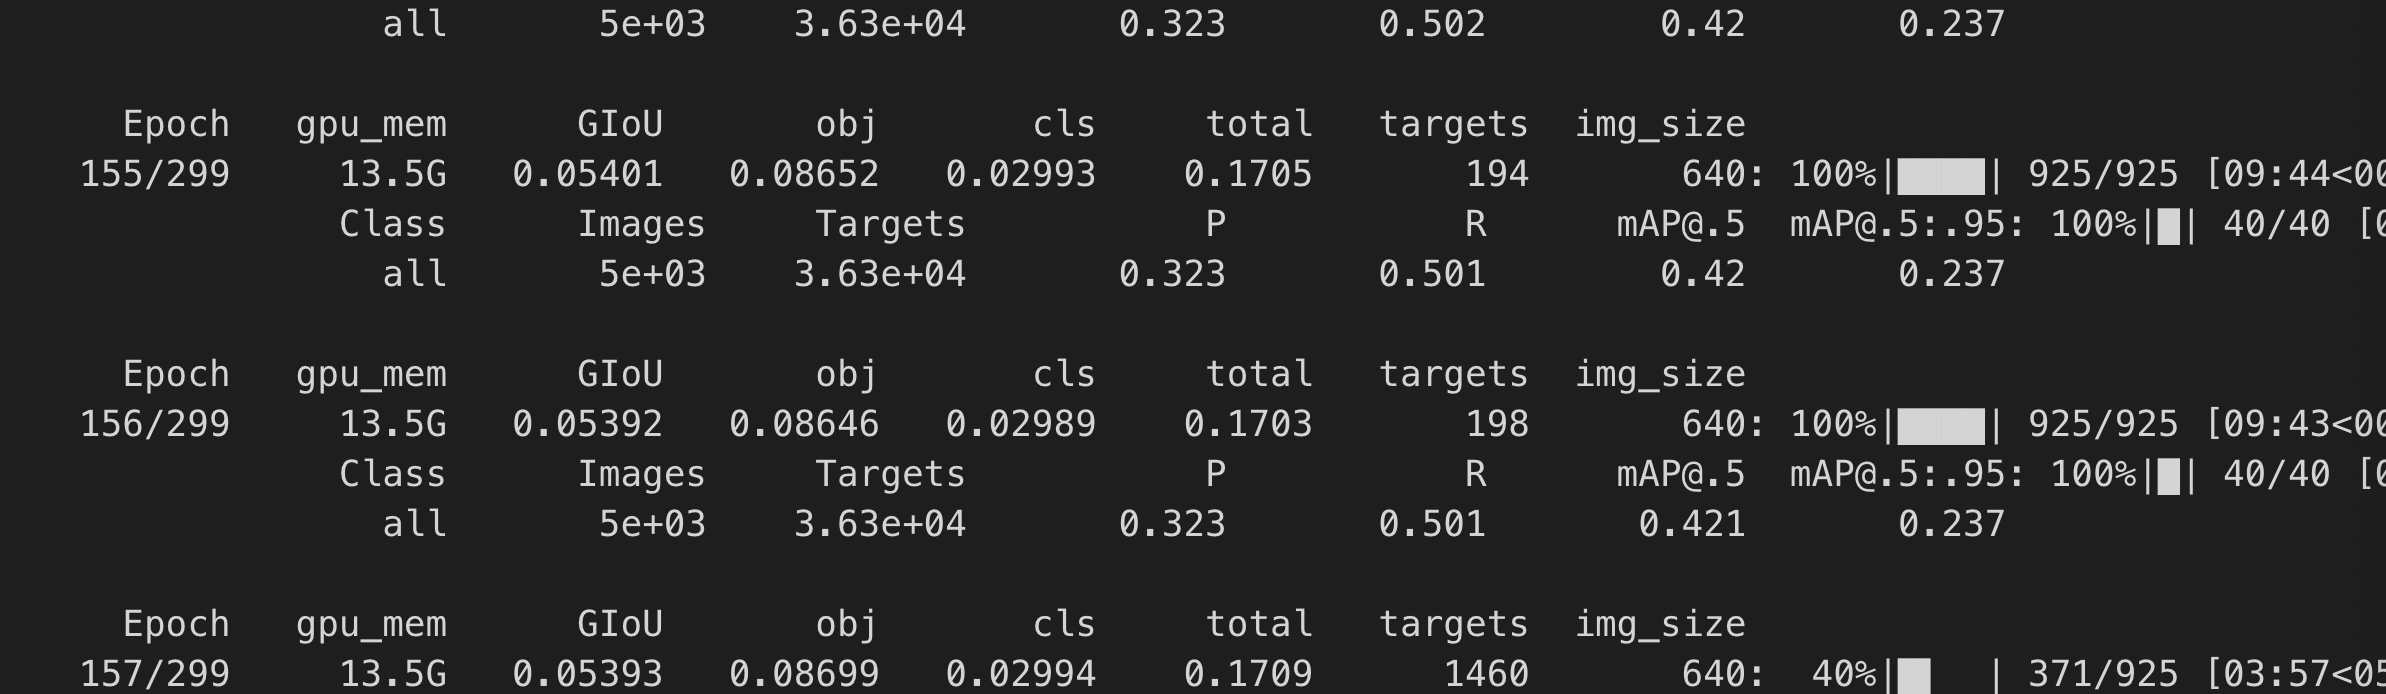 all 5e+03 3.63e+04 0.323 0.502 0.42 0.237
Epoch gpu_mem GIoU obj cls total targets img_size
155/299 13.5G 0.05401 0.08652 0.02993 0.1705 194 640: 100%|████| 925/925 [09:44<00
Class Images Targets P R mAP@.5 mAP@.5:.95: 100%|█| 40/40 [0
all 5e+03 3.63e+04 0.323 0.501 0.42 0.237
Epoch gpu_mem GIoU obj cls total targets img_size
156/299 13.5G 0.05392 0.08646 0.02989 0.1703 198 640: 100%|████| 925/925 [09:43<00
Class Images Targets P R mAP@.5 mAP@.5:.95: 100%|█| 40/40 [0
all 5e+03 3.63e+04 0.323 0.501 0.421 0.237
Epoch gpu_mem GIoU obj cls total targets img_size
157/299 13.5G 0.05393 0.08699 0.02994 0.1709 1460 640: 40%|█▌  | 371/925 [03:57<05